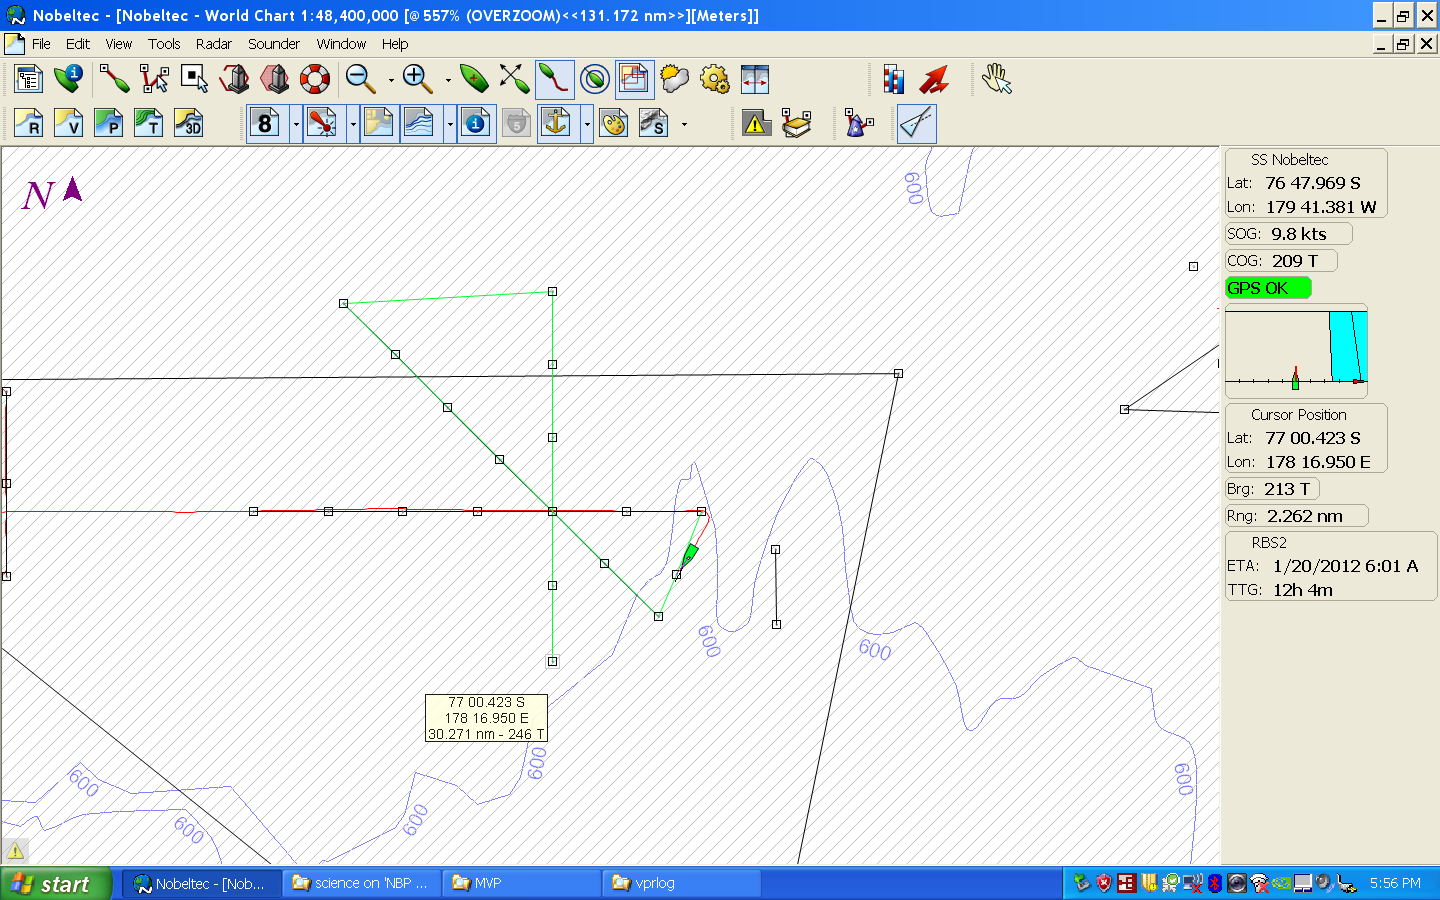 Nobeltec - [Nobeltec - World Chart 1:48,400,000 [@ 557% (OVERZOOM)<<131.172 nm>>][Meters]]
File Edit View Tools Radar Sounder Window Help
R V P T 3D 8 5 S
N
SS Nobeltec
Lat: 76 47.969 S
Lon: 179 41.381 W
SOG: 9.8 kts
COG: 209 T
GPS OK
Cursor Position
Lat: 77 00.423 S
Lon: 178 16.950 E
Brg: 213 T
Rng: 2.262 nm
RBS2
ETA: 1/20/2012 6:01 A
TTG: 12h 4m
600
600
600
77 00.423 S
178 16.950 E
30.271 nm - 246 T
600
600
600
600
600
start
Nobeltec - [Nob...
science on 'NBP ...
MVP
vprlog
5:56 PM